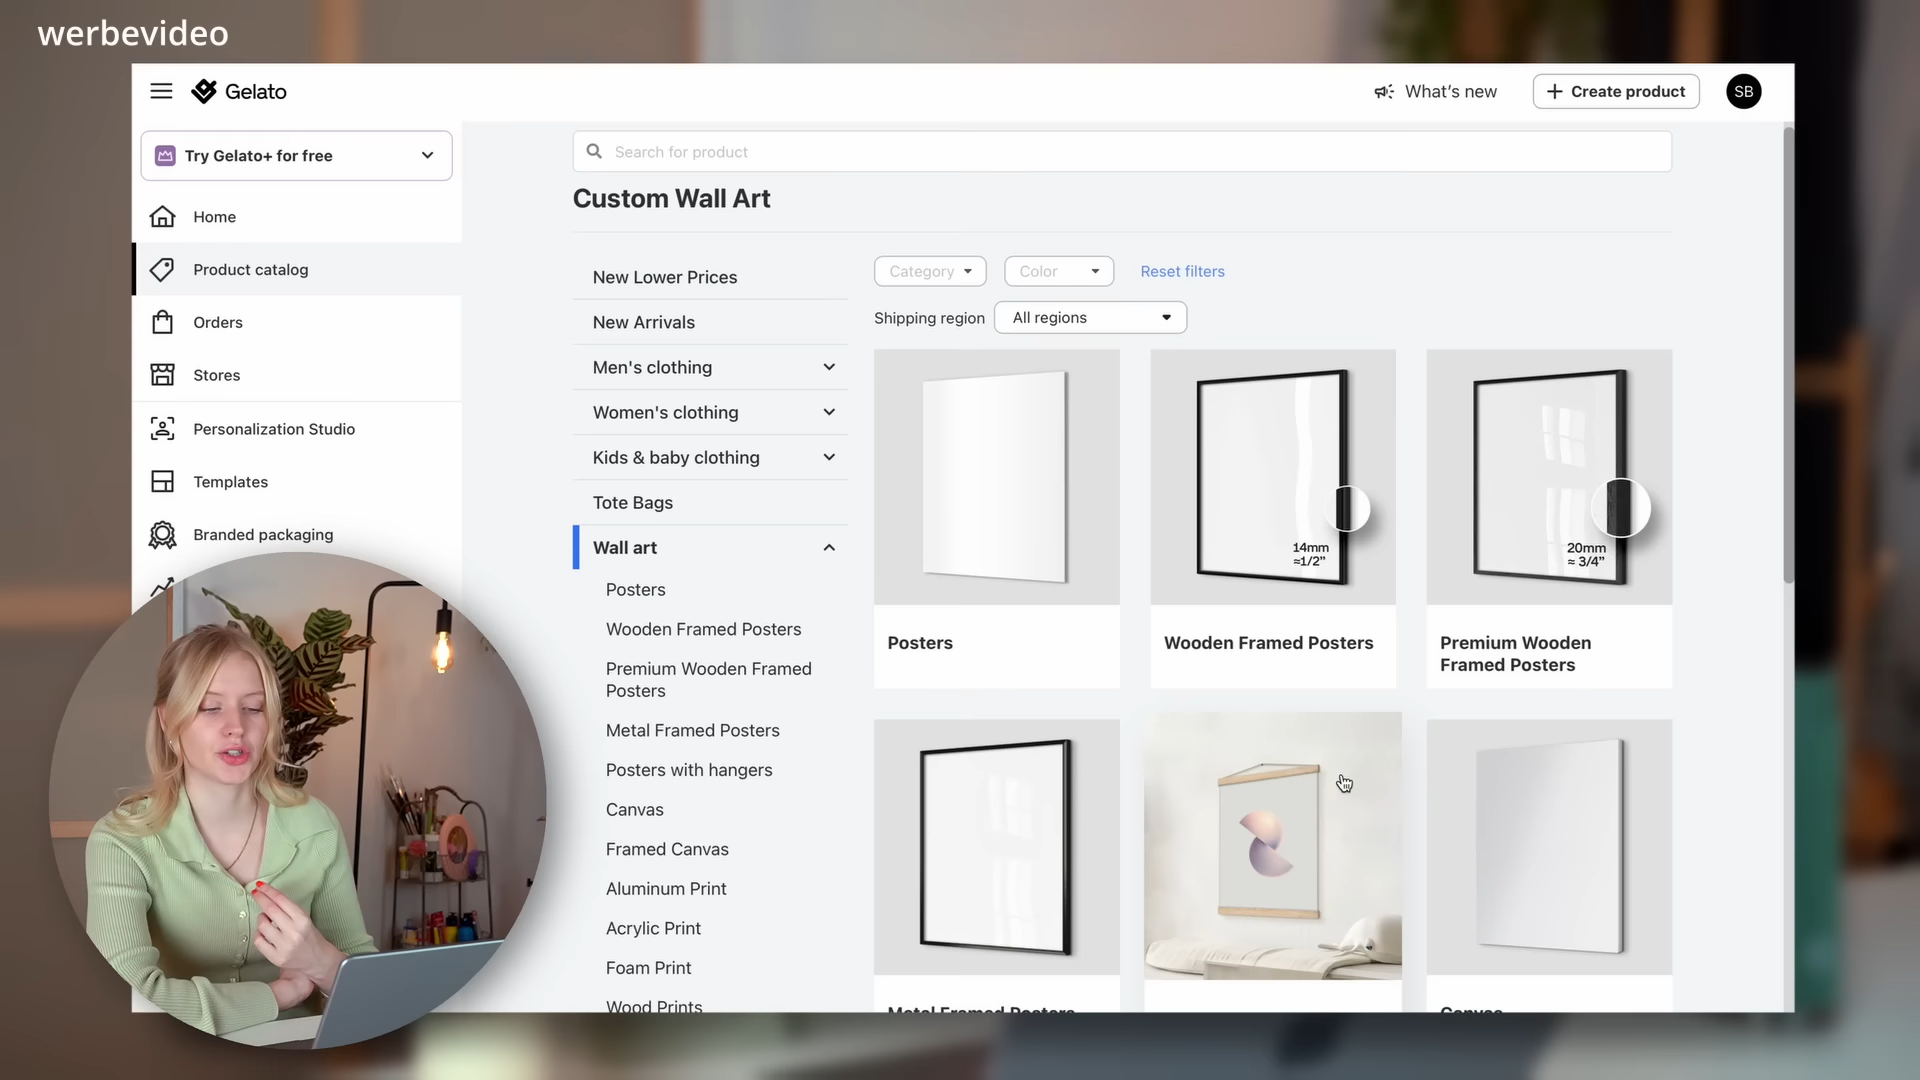 werbevideo
Gelato
What's new
Create product
SB
Try Gelato+ for free
Home
Product catalog
Orders
Stores
Personalization Studio
Templates
Branded packaging
Search for product
Custom Wall Art
New Lower Prices
New Arrivals
Men's clothing
Women's clothing
Kids & baby clothing
Tote Bags
Wall art
Posters
Wooden Framed Posters
Premium Wooden Framed
Posters
Metal Framed Posters
Posters with hangers
Canvas
Framed Canvas
Aluminum Print
Acrylic Print
Foam Print
Wood Prints
Category
Color
Reset filters
Shipping region
All regions
14mm
≈1/2"
20mm
≈ 3/4"
Posters
Wooden Framed Posters
Premium Wooden
Framed Posters
Metal Framed Posters
Canvas